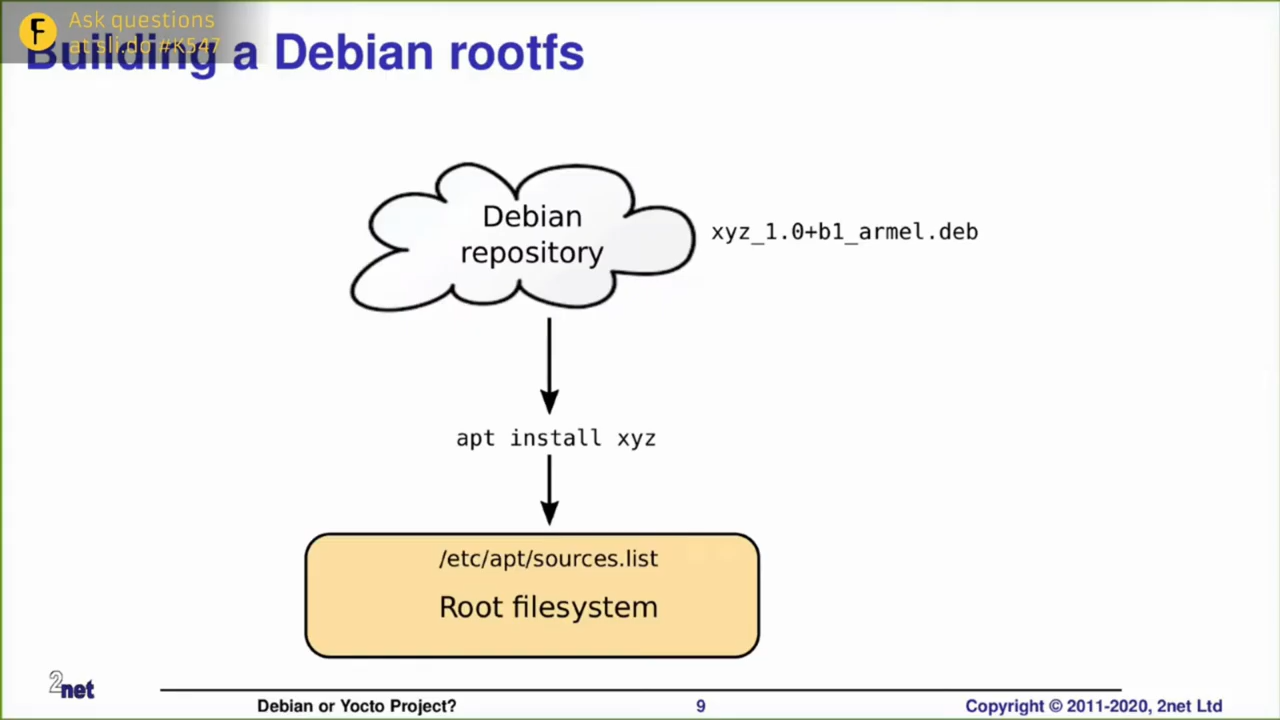 F
Ask questions
at sli.do #K547
Building a Debian rootfs
Debian
repository
xyz_1.0+b1_armel.deb
apt install xyz
/etc/apt/sources.list
Root filesystem
2net
Debian or Yocto Project?
9
Copyright © 2011-2020, 2net Ltd